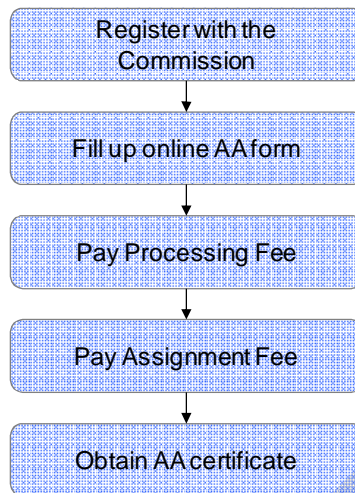 Register with the
Commission
Fill up online AA form
Pay Processing Fee
Pay Assignment Fee
Obtain AA certificate